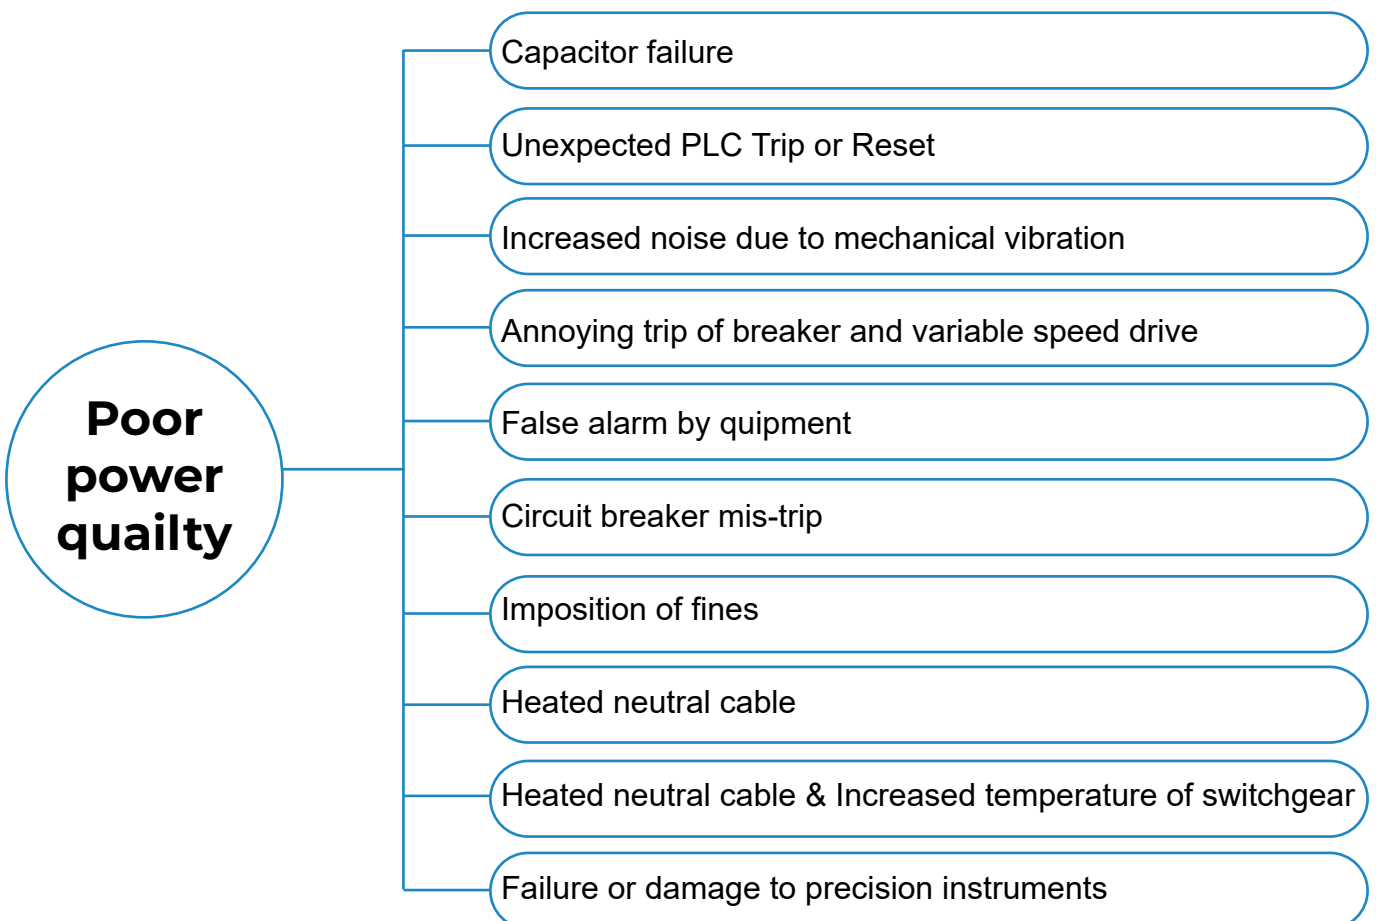 Poor
power
quailty
Capacitor failure
Unexpected PLC Trip or Reset
Increased noise due to mechanical vibration
Annoying trip of breaker and variable speed drive
False alarm by quipment
Circuit breaker mis-trip
Imposition of fines
Heated neutral cable
Heated neutral cable & Increased temperature of switchgear
Failure or damage to precision instruments